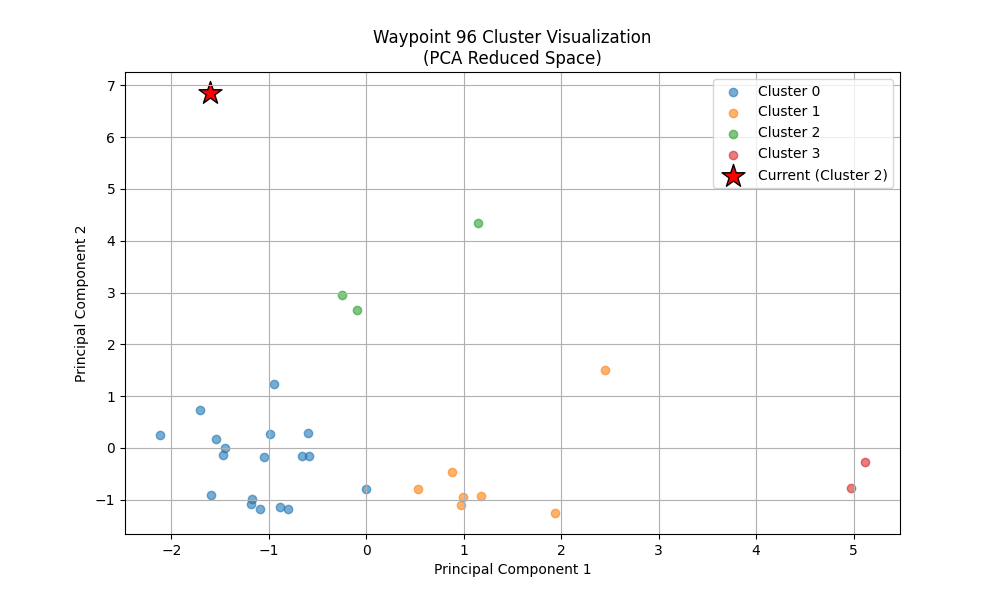 Waypoint 96 Cluster Visualization
(PCA Reduced Space)
Cluster 0
Cluster 1
Cluster 2
Cluster 3
Current (Cluster 2)
Principal Component 2
7
6
5
4
3
2
1
0
−1
−2
−1
0
1
2
3
4
5
Principal Component 1